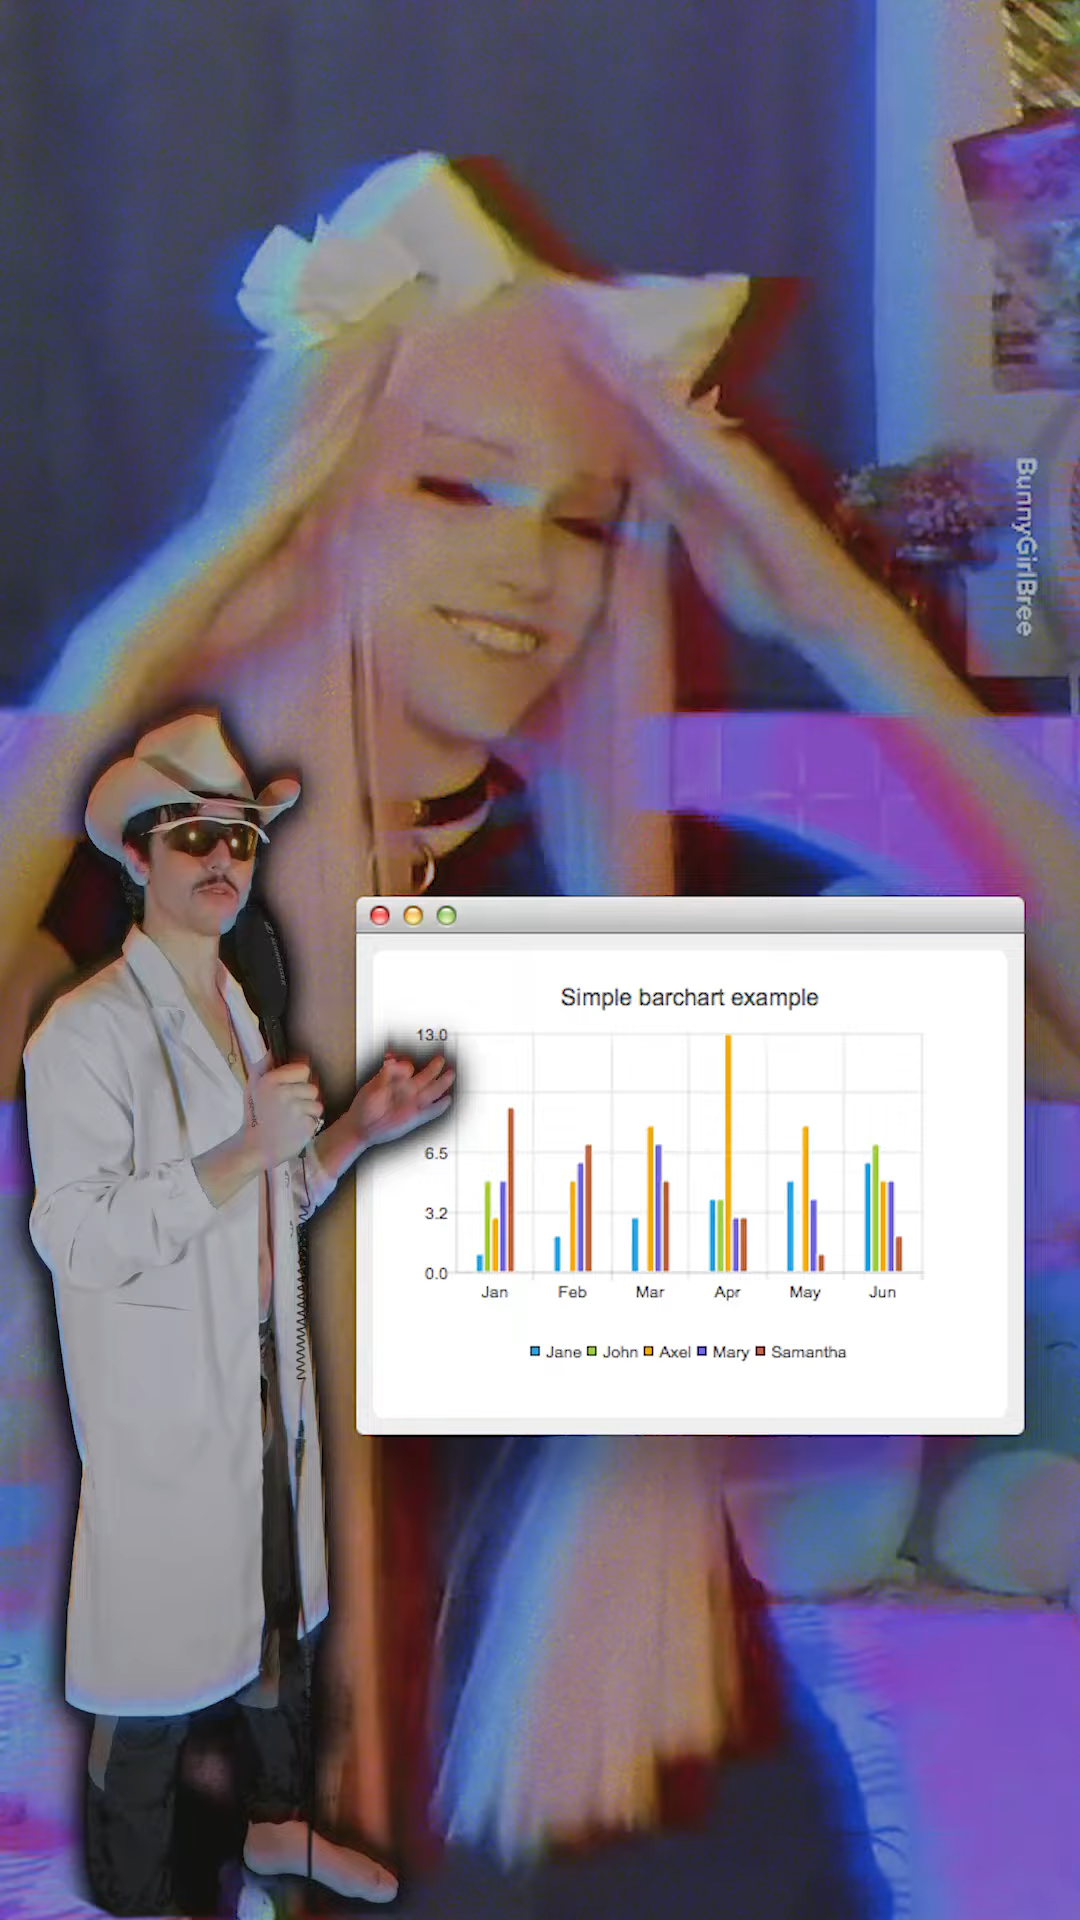 BunnyGirlBree
Simple barchart example
13.0
6.5
3.2
0.0
Jan Feb Mar Apr May Jun
Jane John Axel Mary Samantha